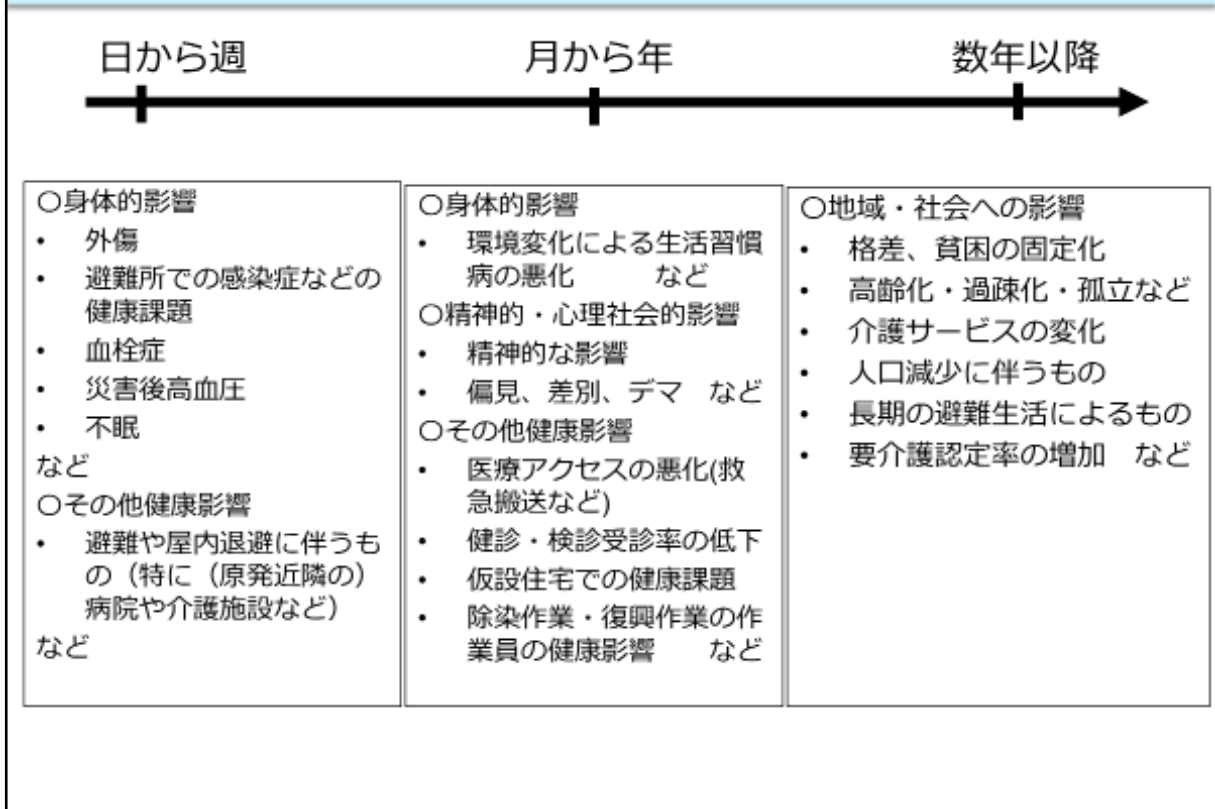 日から週
月から年
数年以降
〇身体的影響
• 外傷
• 避難所での感染症などの
健康課題
• 血栓症
• 災害後高血圧
• 不眠
など
〇その他健康影響
• 避難や屋内退避に伴うも
の（特に（原発近隣の）
病院や介護施設など）
など
〇身体的影響
• 環境変化による生活習慣
病の悪化 など
〇精神的・心理社会的影響
• 精神的な影響
• 偏見、差別、デマ など
〇その他健康影響
• 医療アクセスの悪化(救
急搬送など)
• 健診・検診受診率の低下
• 仮設住宅での健康課題
• 除染作業・復興作業の作
業員の健康影響 など
〇地域・社会への影響
• 格差、貧困の固定化
• 高齢化・過疎化・孤立など
• 介護サービスの変化
• 人口減少に伴うもの
• 長期の避難生活によるもの
• 要介護認定率の増加 など